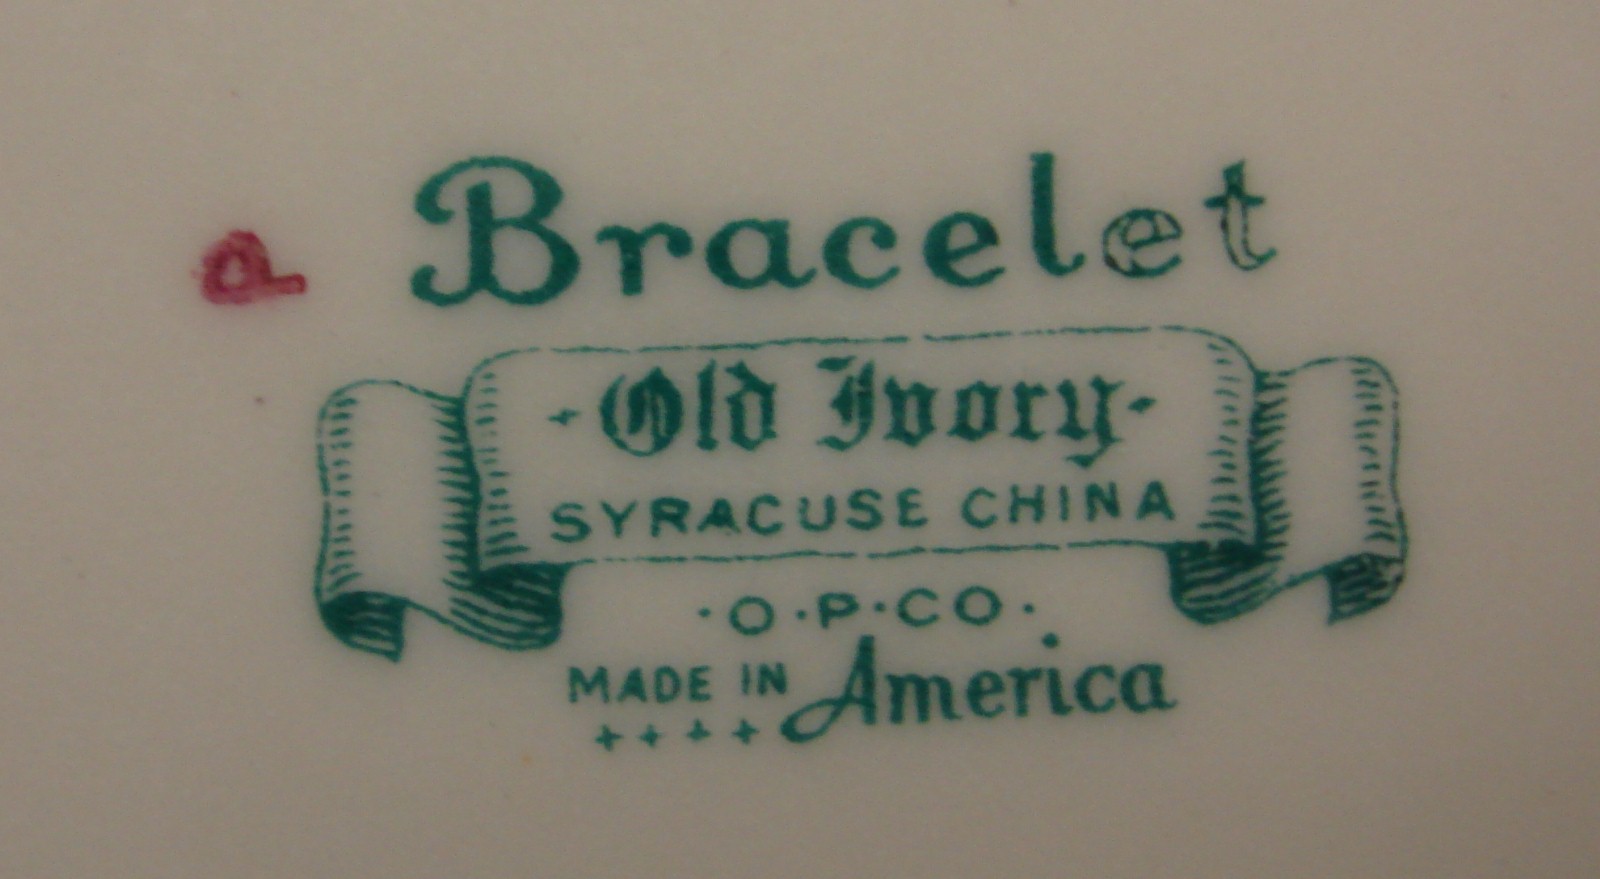 a Bracelet
Old Ivory
SYRACUSE CHINA
·O·P·CO·
MADE IN America
++++